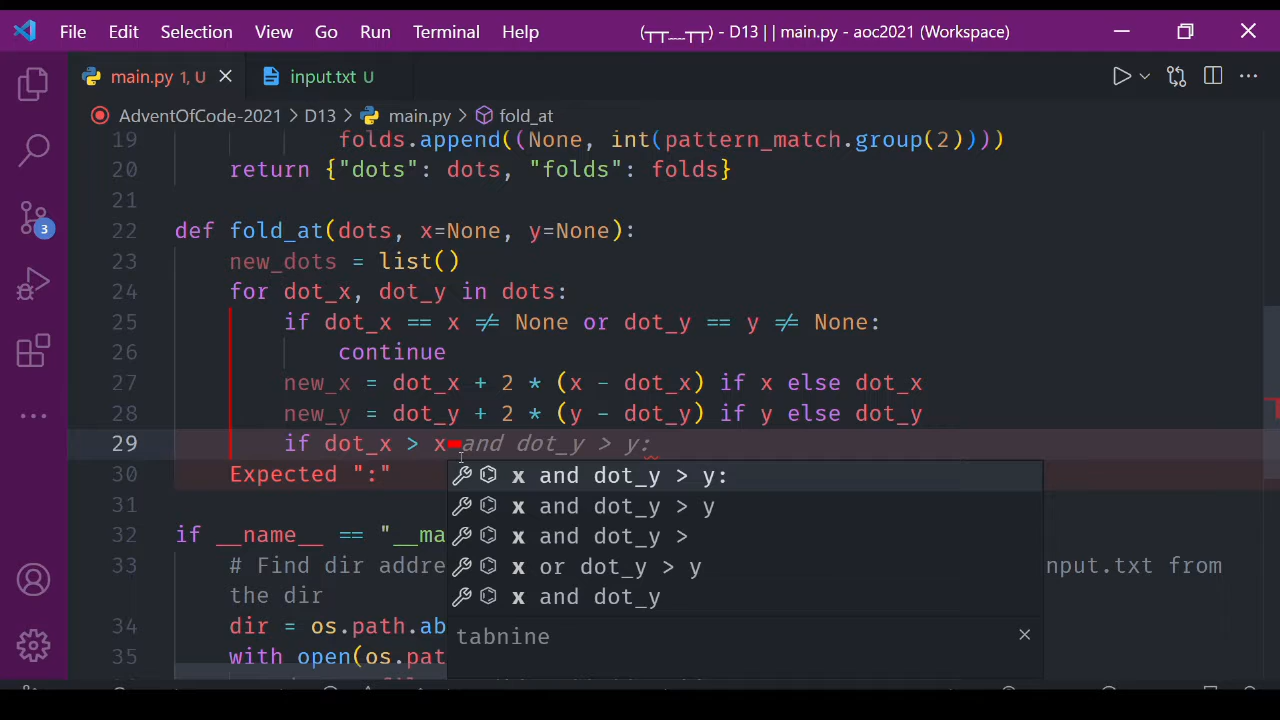 File Edit Selection View Go Run Terminal Help (┬┬__┬┬) - D13 | | main.py - aoc2021 (Workspace)
main.py 1, U input.txt U
AdventOfCode-2021 > D13 > main.py > fold_at
19 folds.append((None, int(pattern_match.group(2))))
20 return {"dots": dots, "folds": folds}
21
22 def fold_at(dots, x=None, y=None):
23 new_dots = list()
24 for dot_x, dot_y in dots:
25 if dot_x == x ≠ None or dot_y == y ≠ None:
26 continue
27 new_x = dot_x + 2 * (x - dot_x) if x else dot_x
28 new_y = dot_y + 2 * (y - dot_y) if y else dot_y
29 if dot_x > x and dot_y > y:
30 Expected ":"
x and dot_y > y:
31
x and dot_y > y
32 if __name__ == "__ma
x and dot_y >
33 # Find dir addre
x or dot_y > y
nput.txt from
the dir
x and dot_y
34 dir = os.path.ab
tabnine
35 with open(os.pat
3